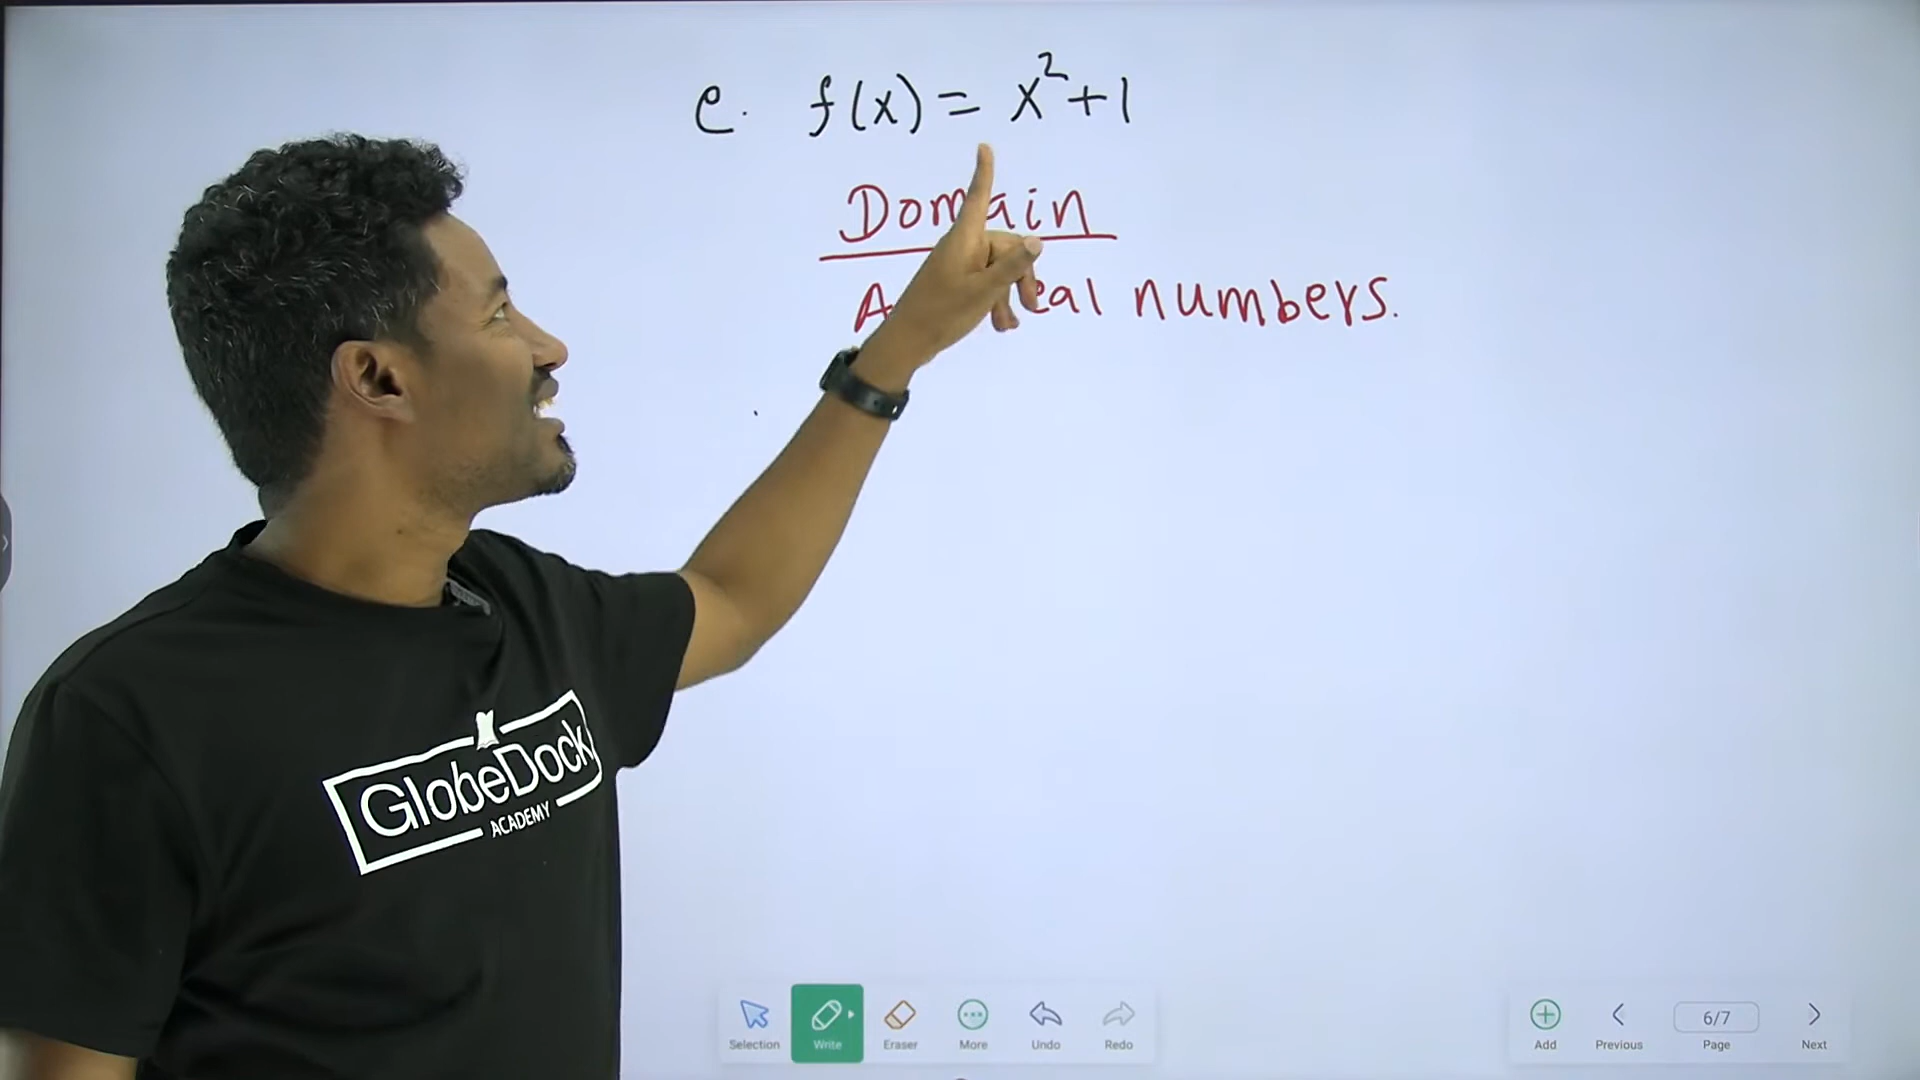 e. f(x) = x²+1
Domain
numbers.
GlobeDock
ACADEMY
Selection
Write
Eraser
More
Undo
Redo
Add
Previous
6/7
Page
Next